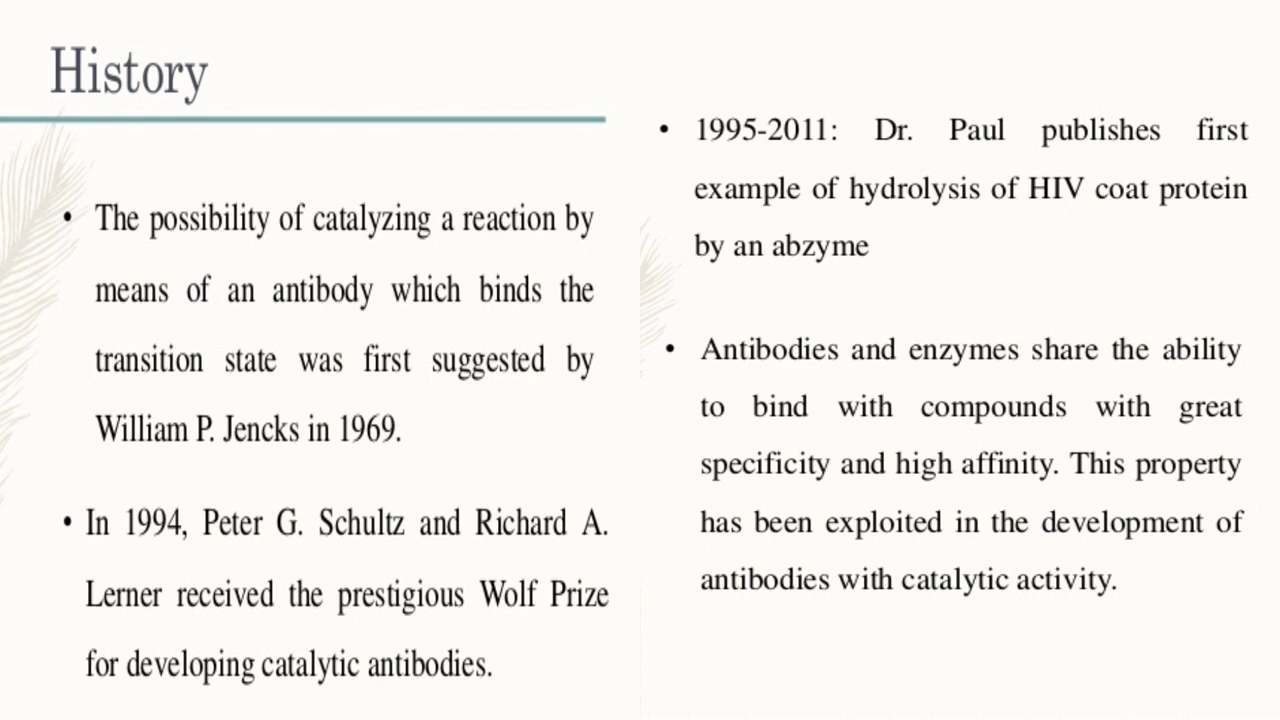 History
• The possibility of catalyzing a reaction by
means of an antibody which binds the
transition state was first suggested by
William P. Jencks in 1969.
• In 1994, Peter G. Schultz and Richard A.
Lerner received the prestigious Wolf Prize
for developing catalytic antibodies.
• 1995-2011: Dr. Paul publishes first
example of hydrolysis of HIV coat protein
by an abzyme
• Antibodies and enzymes share the ability
to bind with compounds with great
specificity and high affinity. This property
has been exploited in the development of
antibodies with catalytic activity.